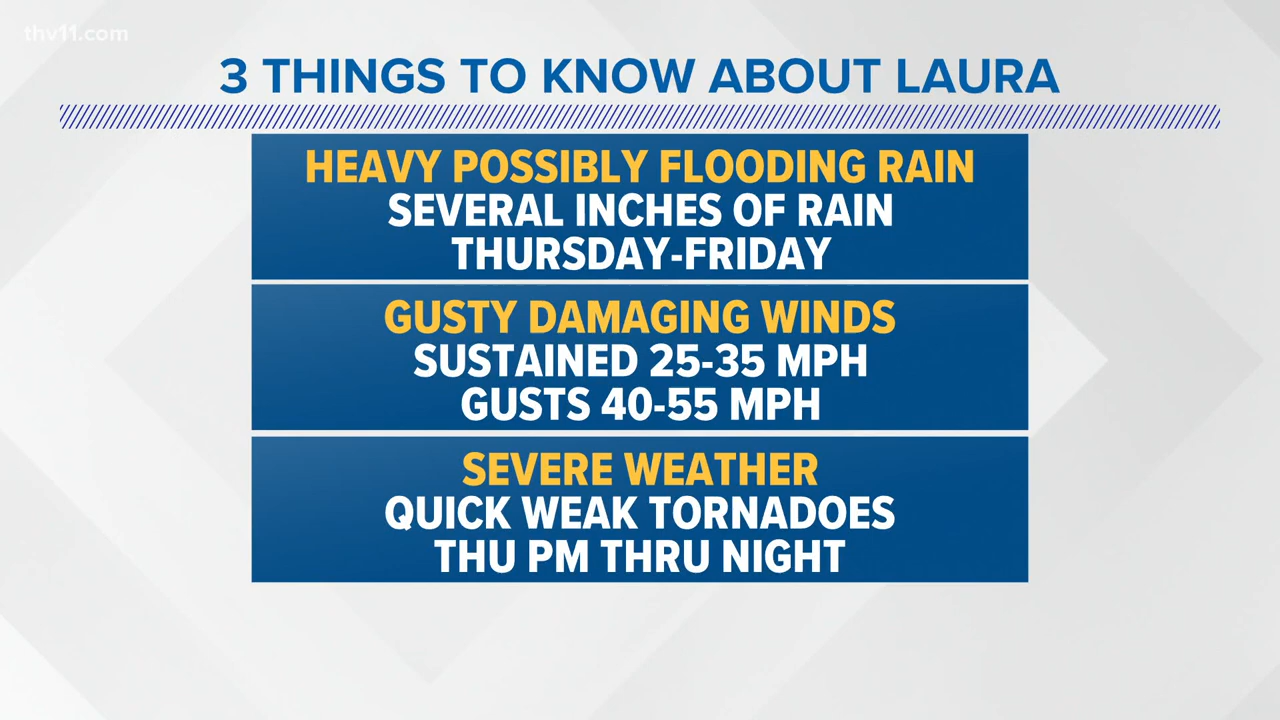 thv11.com
3 THINGS TO KNOW ABOUT LAURA
HEAVY POSSIBLY FLOODING RAIN
SEVERAL INCHES OF RAIN
THURSDAY-FRIDAY
GUSTY DAMAGING WINDS
SUSTAINED 25-35 MPH
GUSTS 40-55 MPH
SEVERE WEATHER
QUICK WEAK TORNADOES
THU PM THRU NIGHT